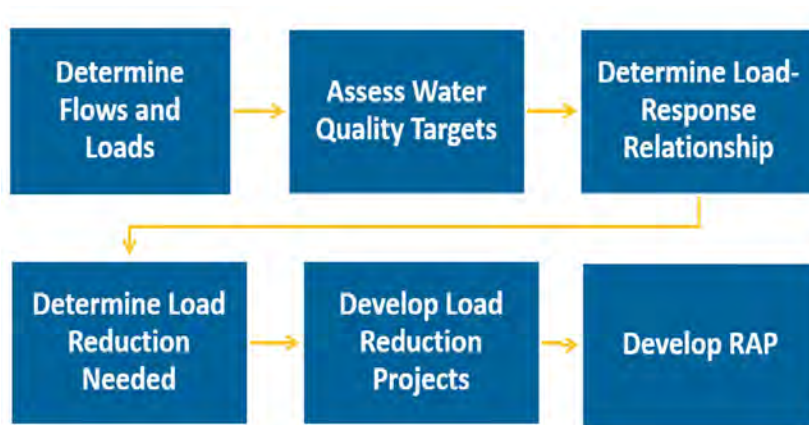 Determine
Flows and
Loads
Assess Water
Quality Targets
Determine Load-
Response
Relationship
Determine Load
Reduction
Needed
Develop Load
Reduction
Projects
Develop RAP